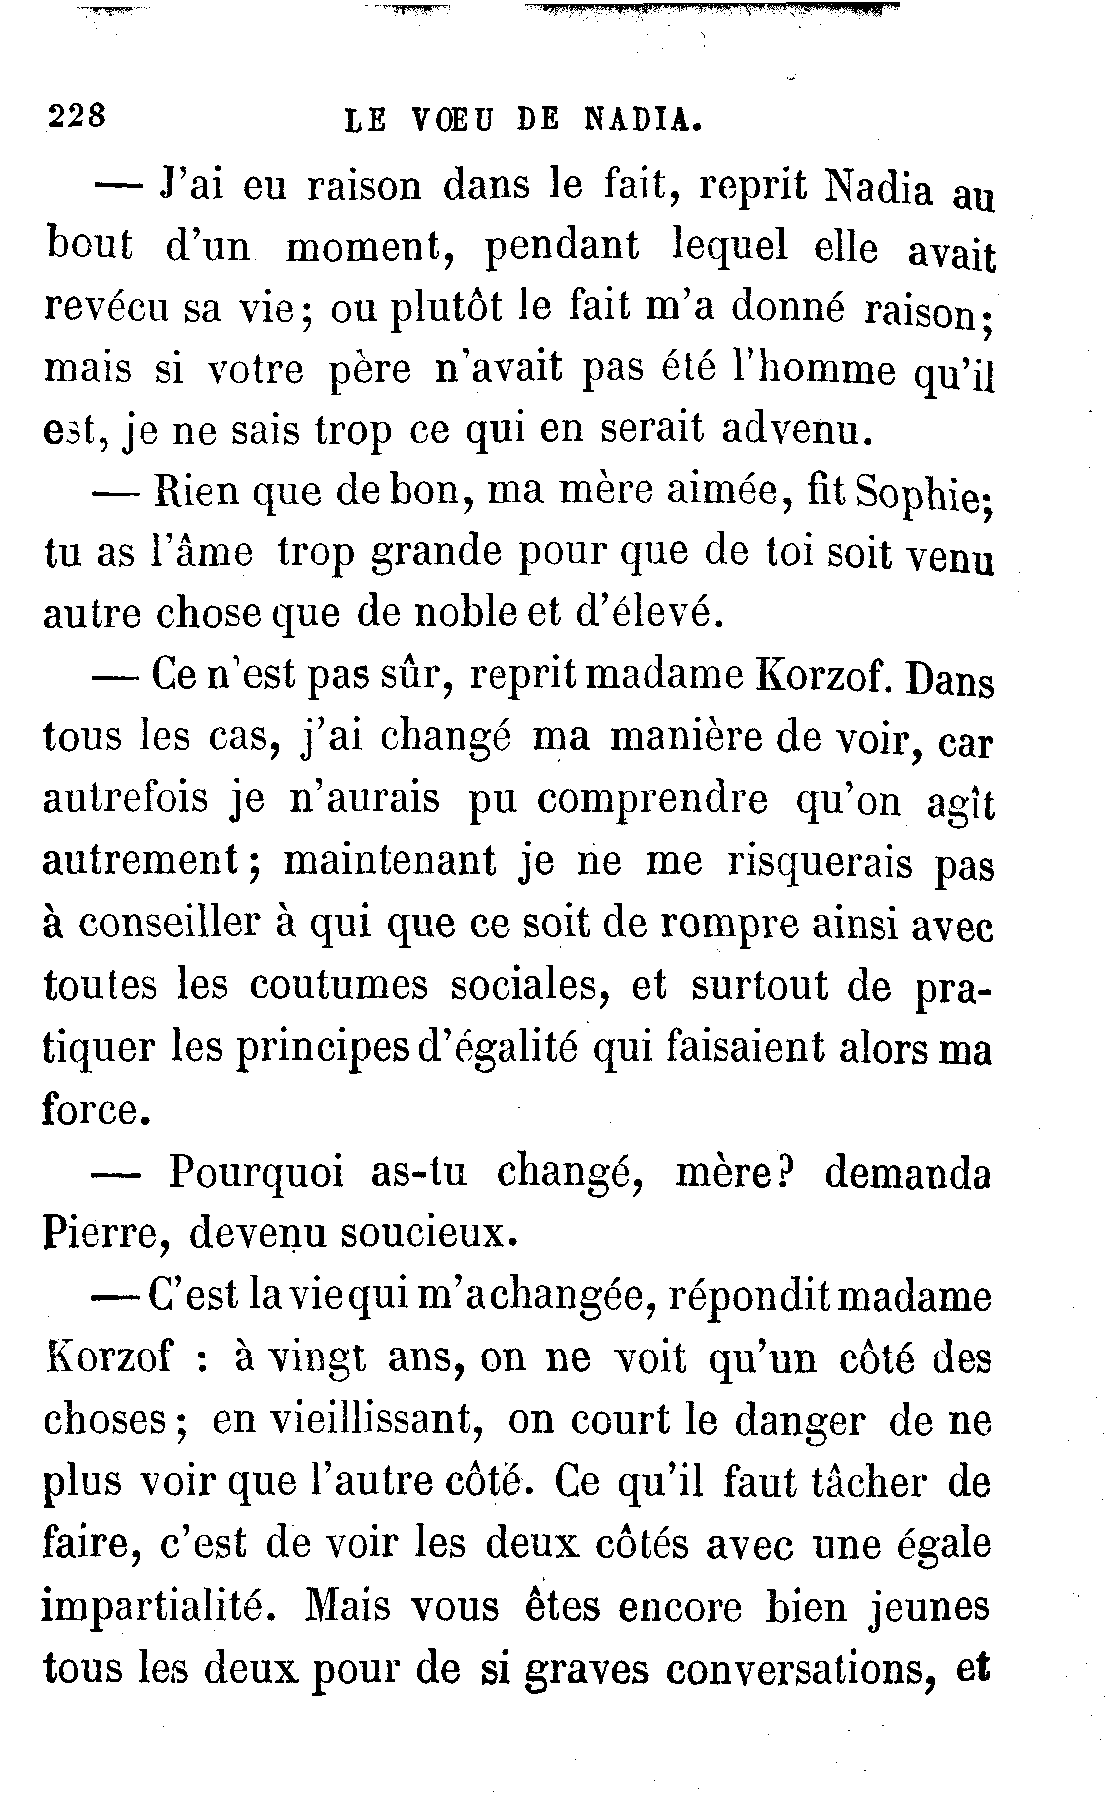 228 LE VŒU DE NADIA.
— J'ai eu raison dans le fait, reprit Nadia au
bout d'un moment, pendant lequel elle avait
revécu sa vie; ou plutôt le fait m'a donné raison;
mais si votre père n'avait pas été l'homme qu'il
est, je ne sais trop ce qui en serait advenu.
— Rien que de bon, ma mère aimée, fit Sophie;
tu as l'âme trop grande pour que de toi soit venu
autre chose que de noble et d'élevé.
— Ce n'est pas sûr, reprit madame Korzof. Dans
tous les cas, j'ai changé ma manière de voir, car
autrefois je n'aurais pu comprendre qu'on agît
autrement; maintenant je ne me risquerais pas
à conseiller à qui que ce soit de rompre ainsi avec
toutes les coutumes sociales, et surtout de pra-
tiquer les principes d'égalité qui faisaient alors ma
force.
— Pourquoi as-tu changé, mère? demanda
Pierre, devenu soucieux.
— C'est la vie qui m'a changée, répondit madame
Korzof : à vingt ans, on ne voit qu'un côté des
choses; en vieillissant, on court le danger de ne
plus voir que l'autre côté. Ce qu'il faut tâcher de
faire, c'est de voir les deux côtés avec une égale
impartialité. Mais vous êtes encore bien jeunes
tous les deux pour de si graves conversations, et